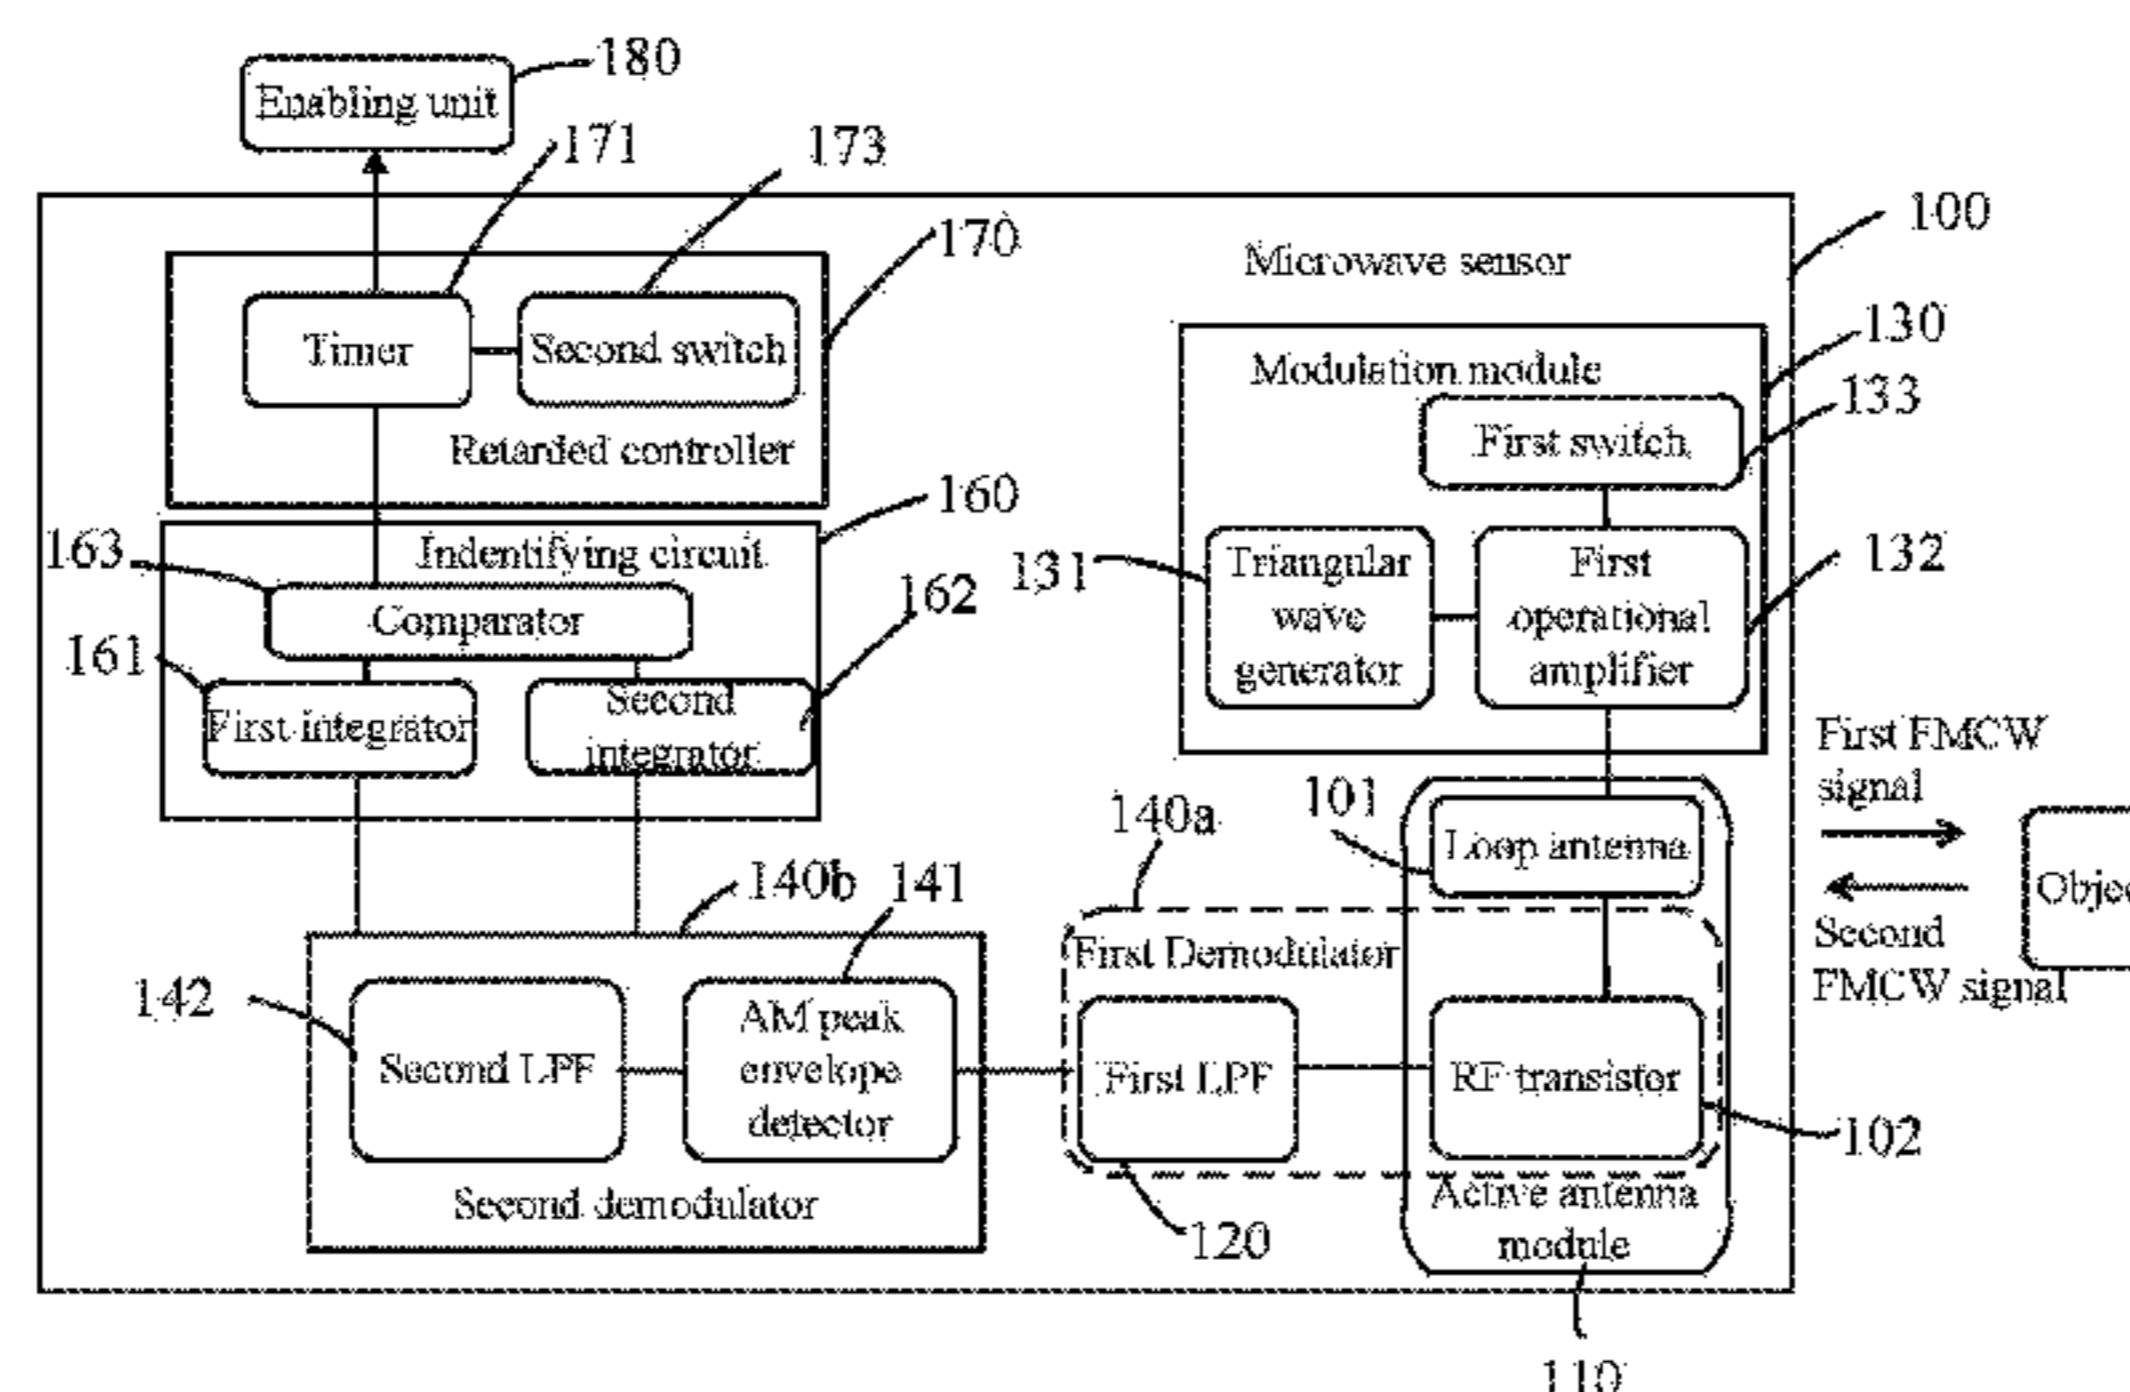 180
Enabling unit
171
173
100
170
Microwave sensor
130
Timer
Second switch
Modulation module
133
First switch
Retarded controller
160
163
Indentifying circuit
131
Triangular
wave
generator
First
operational
amplifier
132
162
Comparator
161
First integrator
Second
integrator
First FMCW
signal
101
140a
Loop antenna
140b
141
Second
FMCW signal
First Demodulator
142
Second LPF
AM peak
envelope
detector
First LPF
RF transistor
102
Second demodulator
Active antenna
module
120
110